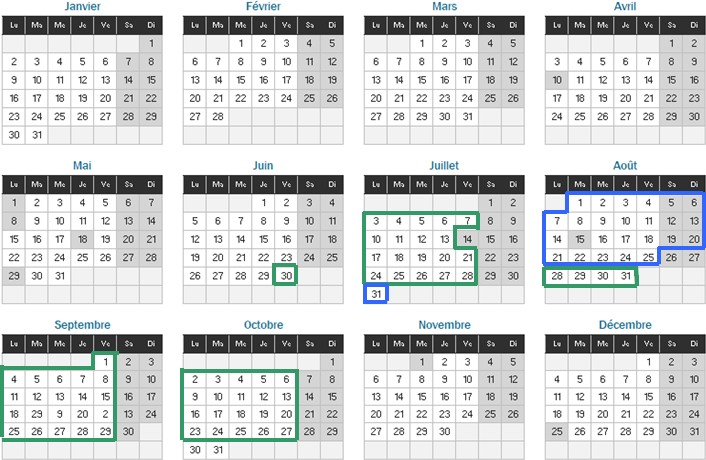 Janvier
Lu Ma Me Je Ve Sa Di
1
2 3 4 5 6 7 8
9 10 11 12 13 14 15
16 17 18 19 20 21 22
23 24 25 26 27 28 29
30 31
Février
Lu Ma Me Je Ve Sa Di
1 2 3 4 5
6 7 8 9 10 11 12
13 14 15 16 17 18 19
20 21 22 23 24 25 26
27 28
Mars
Lu Ma Me Je Ve Sa Di
1 2 3 4 5
6 7 8 9 10 11 12
13 14 15 16 17 18 19
20 21 22 23 24 25 26
27 28 29 30 31
Avril
Lu Ma Me Je Ve Sa Di
1 2
3 4 5 6 7 8 9
10 11 12 13 14 15 16
17 18 19 20 21 22 23
24 25 26 27 28 29 30
Mai
Lu Ma Me Je Ve Sa Di
1 2 3 4 5 6 7
8 9 10 11 12 13 14
15 16 17 18 19 20 21
22 23 24 25 26 27 28
29 30 31
Juin
Lu Ma Me Je Ve Sa Di
1 2 3 4
5 6 7 8 9 10 11
12 13 14 15 16 17 18
19 20 21 22 23 24 25
26 27 28 29 30
Juillet
Lu Ma Me Je Ve Sa Di
1 2
3 4 5 6 7 8 9
10 11 12 13 14 15 16
17 18 19 20 21 22 23
24 25 26 27 28 29 30
31
Août
Lu Ma Me Je Ve Sa Di
1 2 3 4 5 6
7 8 9 10 11 12 13
14 15 16 17 18 19 20
21 22 23 24 25 26 27
28 29 30 31
Septembre
Lu Ma Me Je Ve Sa Di
1 2 3
4 5 6 7 8 9 10
11 12 13 14 15 16 17
18 29 9 20 2 23 24
25 26 27 28 29 30
Octobre
Lu Ma Me Je Ve Sa Di
1
2 3 4 5 6 7 8
9 10 11 12 13 14 15
16 17 18 19 20 21 22
23 24 25 26 27 28 29
30 31
Novembre
Lu Ma Me Je Ve Sa Di
1 2 3 4 5
6 7 8 9 10 11 12
13 14 15 16 17 18 19
20 21 22 23 24 25 26
27 28 29 30
Décembre
Lu Ma Me Je Ve Sa Di
1 2 3
4 5 6 7 8 9 10
11 12 13 14 15 16 17
18 19 20 21 22 23 24
25 26 27 28 29 30 31